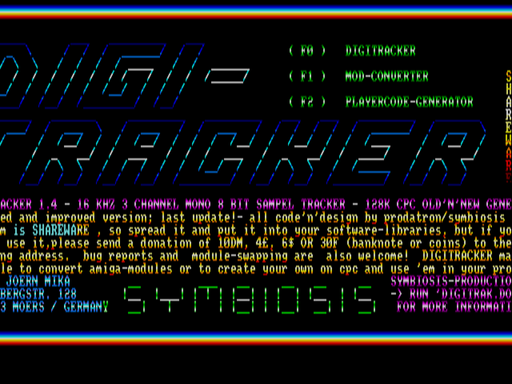 DIGI-
TRACKER
( F0 ) DIGITRACKER
( F1 ) MOD-CONVERTER
( F2 ) PLAYERCODE-GENERATOR
SHAREWAR
ACKER 1.4 - 16 KHZ 3 CHANNEL MONO 8 BIT SAMPEL TRACKER - 128K CPC OLD'N'NEW GENE
ed and improved version; last update!- all code'n'design by prodatron/symbiosis
m is SHAREWARE , so spread it and put it into your software-libraries. but if yo
use it,please send a donation of 10DM, 4£, 6$ OR 30F (banknote or coins) to the
ng address. bug reports and module-swapping are also welcome! DIGITRACKER ma
le to convert amiga-modules or to create your own on cpc and use 'em in your pro
JOERN MIKA
BERGSTR. 128
3 MOERS / GERMANY
SYMBIOSIS
SYMBIOSIS-PRODUCTIO
-> RUN 'DIGITRAK.DO
FOR MORE INFORMATI